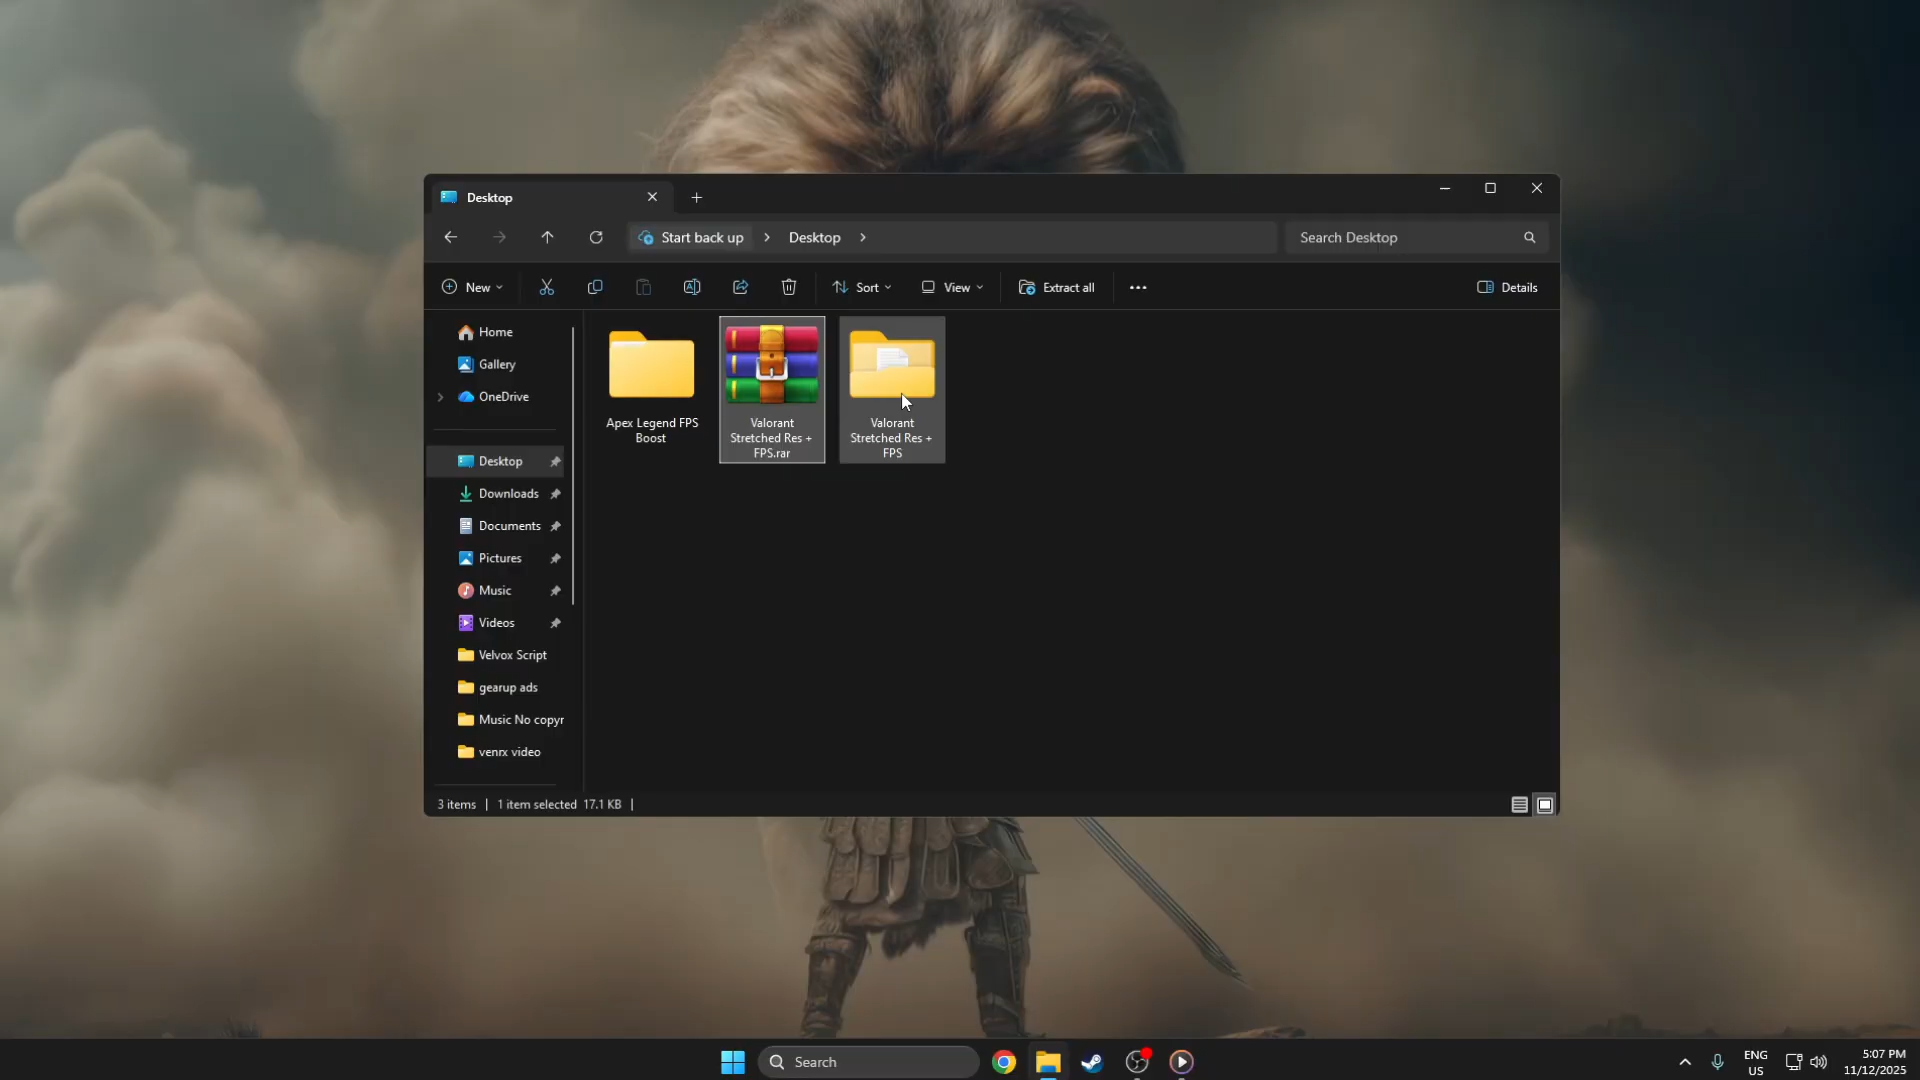 Desktop
Start back up
Desktop
Search Desktop
New
Sort
View
Extract all
Details
Home
Gallery
OneDrive
Desktop
Downloads
Documents
Pictures
Music
Videos
Velvox Script
gearup ads
Music No copyr
venrx video
Apex Legend FPS
Boost
Valorant
Stretched Res +
FPS.rar
Valorant
Stretched Res +
FPS
3 items
1 item selected 17.1 KB
Search
ENG
US
5:07 PM
11/12/2025